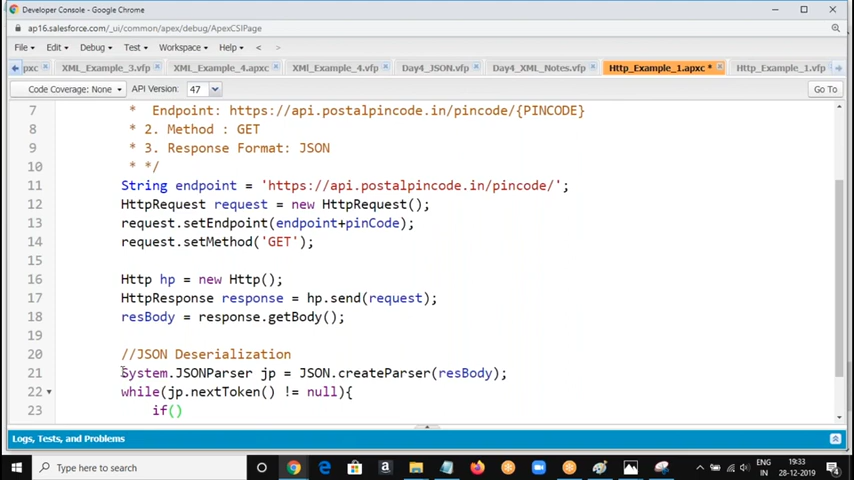 Developer Console - Google Chrome
ap16.salesforce.com/_ui/common/apex/debug/ApexCSIPage
File Edit Debug Test Workspace Help < >
pxc XML_Example_3.vfp XML_Example_4.apxc XMl_Example_4.vfp Day4_JSON.vfp Day4_XML_Notes.vfp Http_Example_1.apxc * Http_Example_1.vfp
Code Coverage: None API Version: 47 Go To
7 * Endpoint: https://api.postalpincode.in/pincode/{PINCODE}
8 * 2. Method : GET
9 * 3. Response Format: JSON
10 * */
11 String endpoint = 'https://api.postalpincode.in/pincode/';
12 HttpRequest request = new HttpRequest();
13 request.setEndpoint(endpoint+pinCode);
14 request.setMethod('GET');
15
16 Http hp = new Http();
17 HttpResponse response = hp.send(request);
18 resBody = response.getBody();
19
20 //JSON Deserialization
21 System.JSONParser jp = JSON.createParser(resBody);
22 while(jp.nextToken() != null){
23 if()
Logs, Tests, and Problems
Type here to search
ENG 19:33
IN 28-12-2019
4